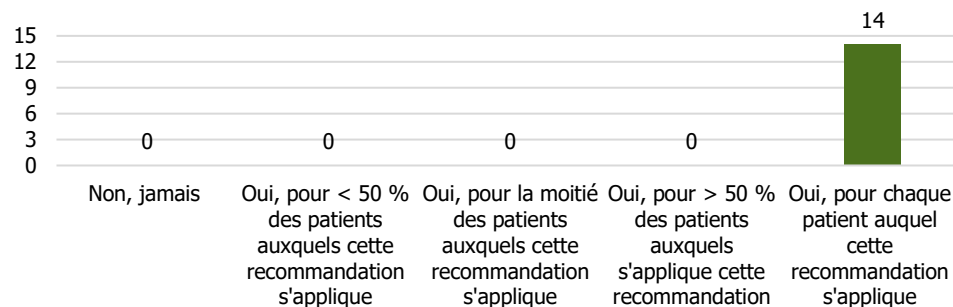 14
15
12
9
6
3
0
0 0 0 0
Non, jamais
Oui, pour < 50 %
des patients
auxquels cette
recommandation
s'applique
Oui, pour la moitié
des patients
auxquels cette
recommandation
s'applique
Oui, pour > 50 %
des patients
auxquels
s'applique cette
recommandation
Oui, pour chaque
patient auquel
cette
recommandation
s'applique